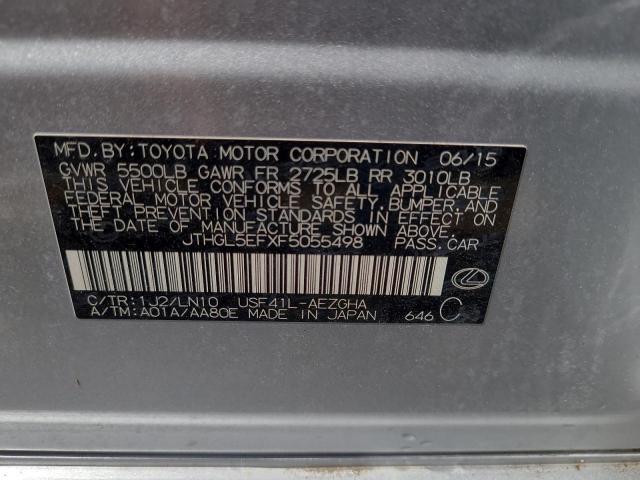 MFD. BY: TOYOTA MOTOR CORPORATION 06/15
GVWR 5500LB GAWR FR 2725LB RR 3010LB
THIS VEHICLE CONFORMS TO ALL APPLICABLE
FEDERAL MOTOR VEHICLE SAFETY, BUMPER, AND
THEFT PREVENTION STANDARDS IN EFFECT ON
THE DATE OF MANUFACTURE SHOWN ABOVE.
JTHGL5EFXF5055498 PASS. CAR
C/TR: 1J2/LN10 USF41L-AEZGHA
A/TM: A01A/AA80E MADE IN JAPAN 646 C